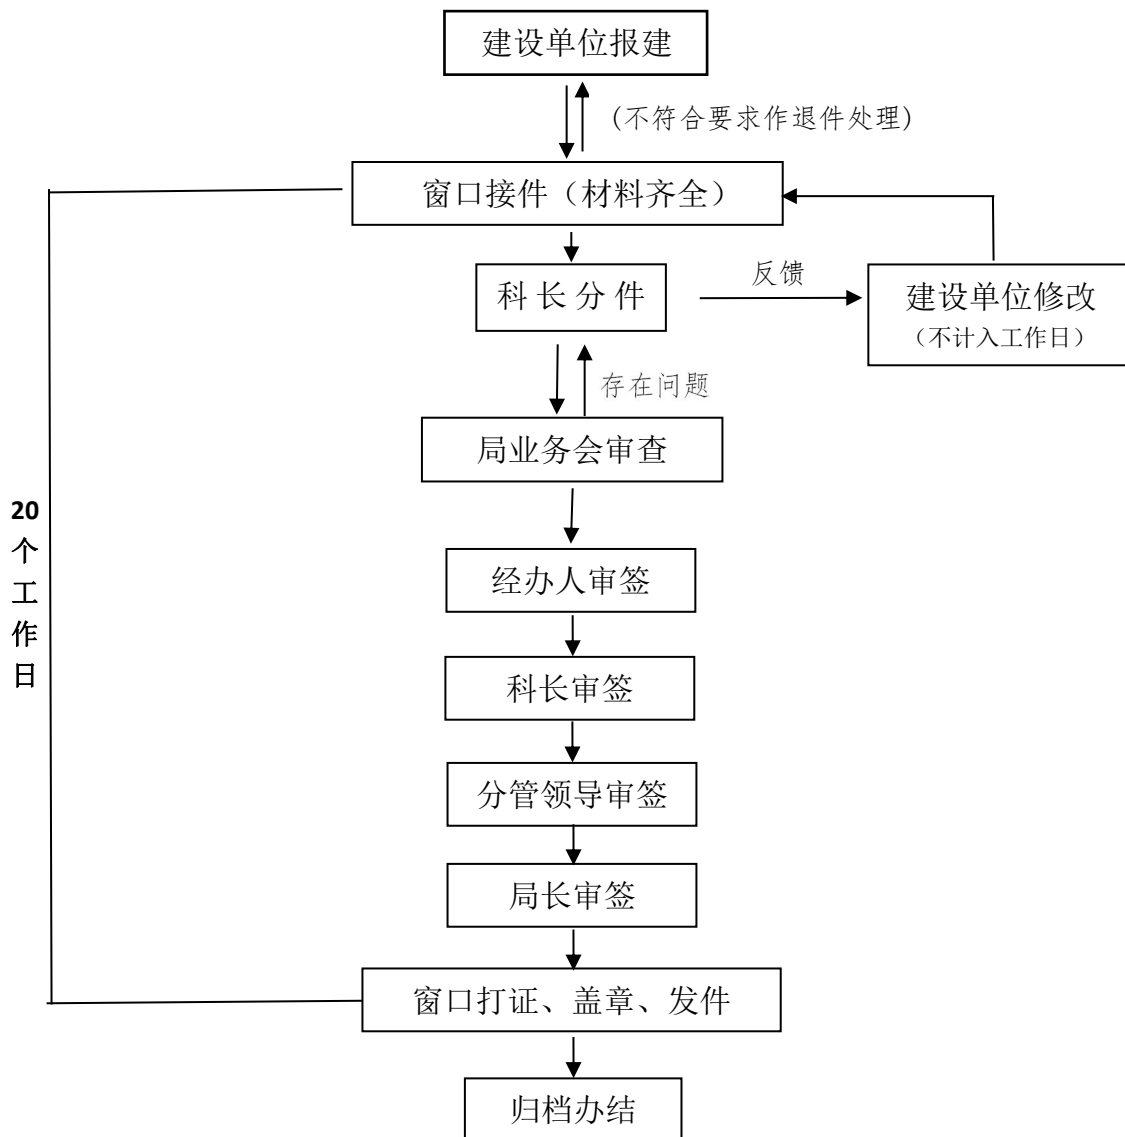 建设单位报建
(不符合要求作退件处理)
窗口接件（材料齐全）
科长分件
反馈
建设单位修改
（不计入工作日）
存在问题
局业务会审查
20
个
工
作
日
经办人审签
科长审签
分管领导审签
局长审签
窗口打证、盖章、发件
归档办结